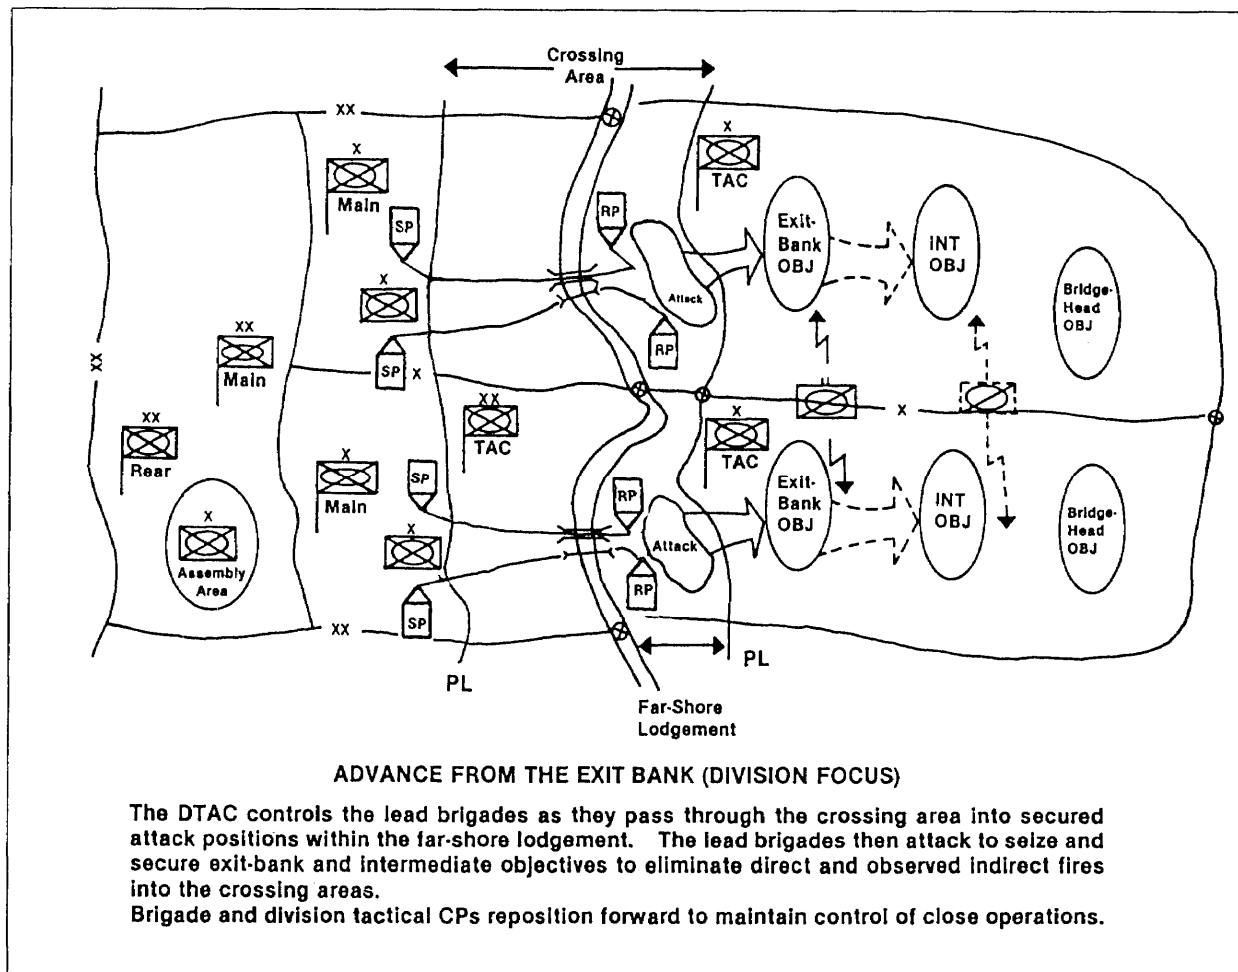 Crossing
Area
XX
X
TAC
X
Main
SP
RP
Exit-
Bank
OBJ
INT
OBJ
Attack
X
Bridge-
Head
OBJ
RP
XX
Main
XX
SP
X
XX
TAC
X
TAC
X
XX
Rear
X
Main
SP
RP
Exit-
Bank
OBJ
INT
OBJ
Bridge-
Head
OBJ
X
Assembly
Area
X
Attack
RP
SP
XX
PL
PL
Far-Shore
Lodgement
ADVANCE FROM THE EXIT BANK (DIVISION FOCUS)
The DTAC controls the lead brigades as they pass through the crossing area into secured
attack positions within the far-shore lodgement. The lead brigades then attack to seize and
secure exit-bank and intermediate objectives to eliminate direct and observed indirect fires
into the crossing areas.
Brigade and division tactical CPs reposition forward to maintain control of close operations.